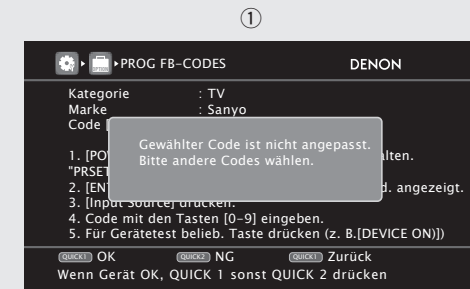 ①
PROG FB–CODES DENON
Kategorie : TV
Marke : Sanyo
Code [
Gewählter Code ist nicht angepasst.
Bitte andere Codes wählen.
1. [PO lten.
"PRSET
2. [EN d. angezeigt.
3. [Input Source] drücken.
4. Code mit den Tasten [0–9] eingeben.
5. Für Gerätetest belieb. Taste drücken (z. B.[DEVICE ON)])
QUICK1 OK QUICK2 NG QUICK1 Zurück
Wenn Gerät OK, QUICK 1 sonst QUICK 2 drücken